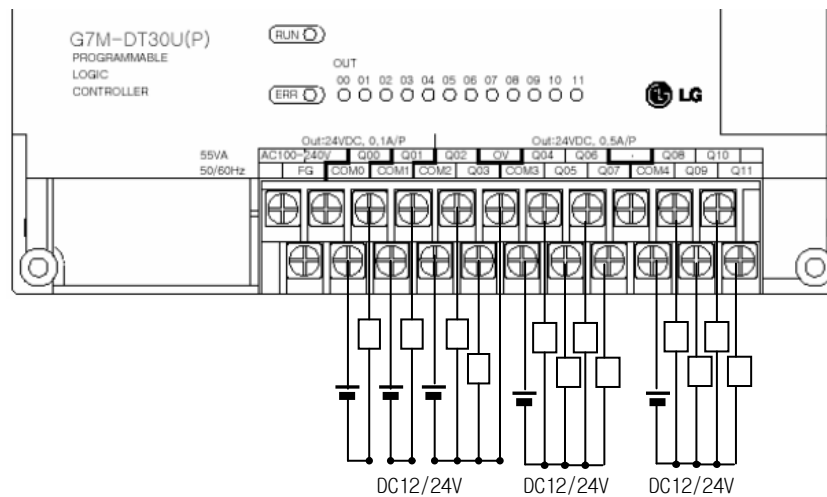 G7M-DT30U(P)
PROGRAMMABLE
LOGIC
CONTROLLER
RUN
ERR
OUT
00 01 02 03 04 05 06 07 08 09 10 11
LG
Out:24VDC, 0.1A/P
Out:24VDC, 0.5A/P
55VA
50/60Hz
AC100-240V Q00 Q01 Q02 0V Q04 Q06 . Q08 Q10
FG COM0 COM1 COM2 Q03 COM3 Q05 Q07 COM4 Q09 Q11
DC12/24V DC12/24V DC12/24V